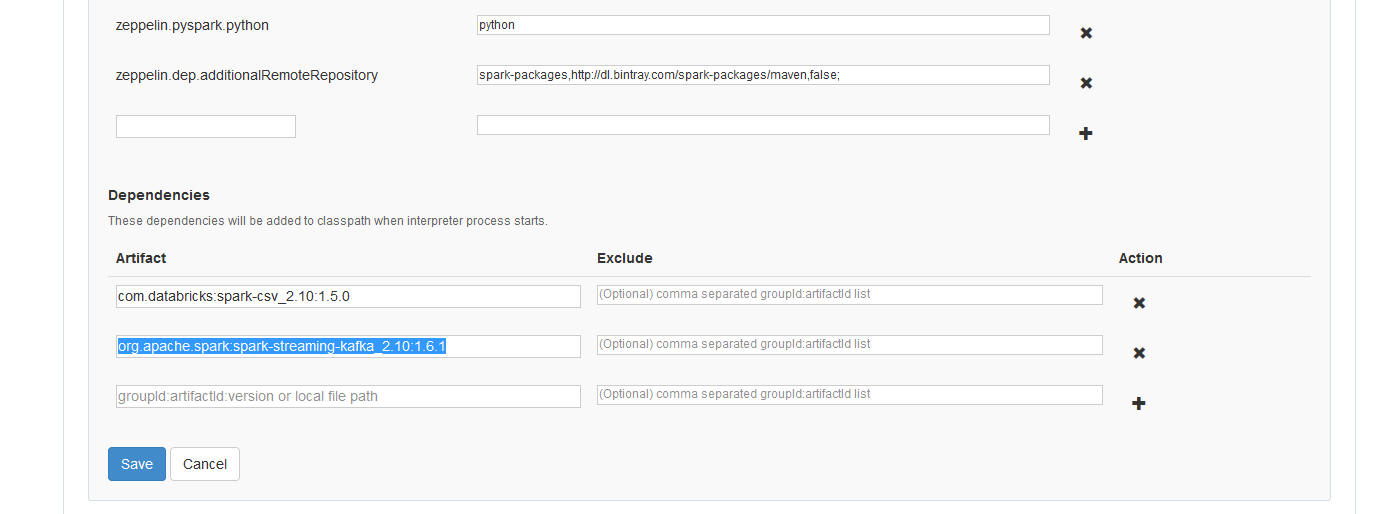 zeppelin.pyspark.python python
zeppelin.dep.additionalRemoteRepository spark-packages,http://dl.bintray.com/spark-packages/maven,false;
Dependencies
These dependencies will be added to classpath when interpreter process starts.
Artifact Exclude Action
com.databricks:spark-csv_2.10:1.5.0 (Optional) comma separated groupId:artifactId list
org.apache.spark:spark-streaming-kafka_2.10:1.6.1 (Optional) comma separated groupId:artifactId list
groupId:artifactId:version or local file path (Optional) comma separated groupId:artifactId list
Save Cancel